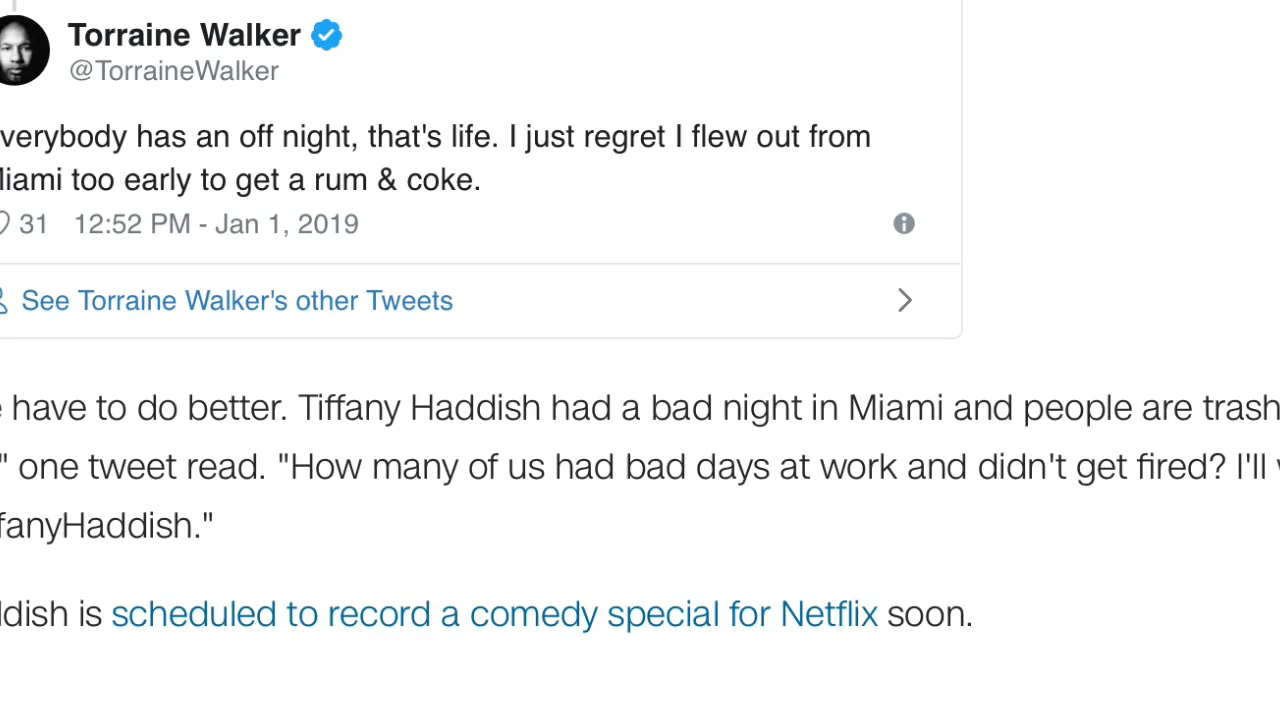 Torraine Walker
@TorraineWalker
verybody has an off night, that's life. I just regret I flew out from
iami too early to get a rum & coke.
31 12:52 PM - Jan 1, 2019
See Torraine Walker's other Tweets
have to do better. Tiffany Haddish had a bad night in Miami and people are trash
" one tweet read. "How many of us had bad days at work and didn't get fired? I'll
fanyHaddish."
ldish is scheduled to record a comedy special for Netflix soon.